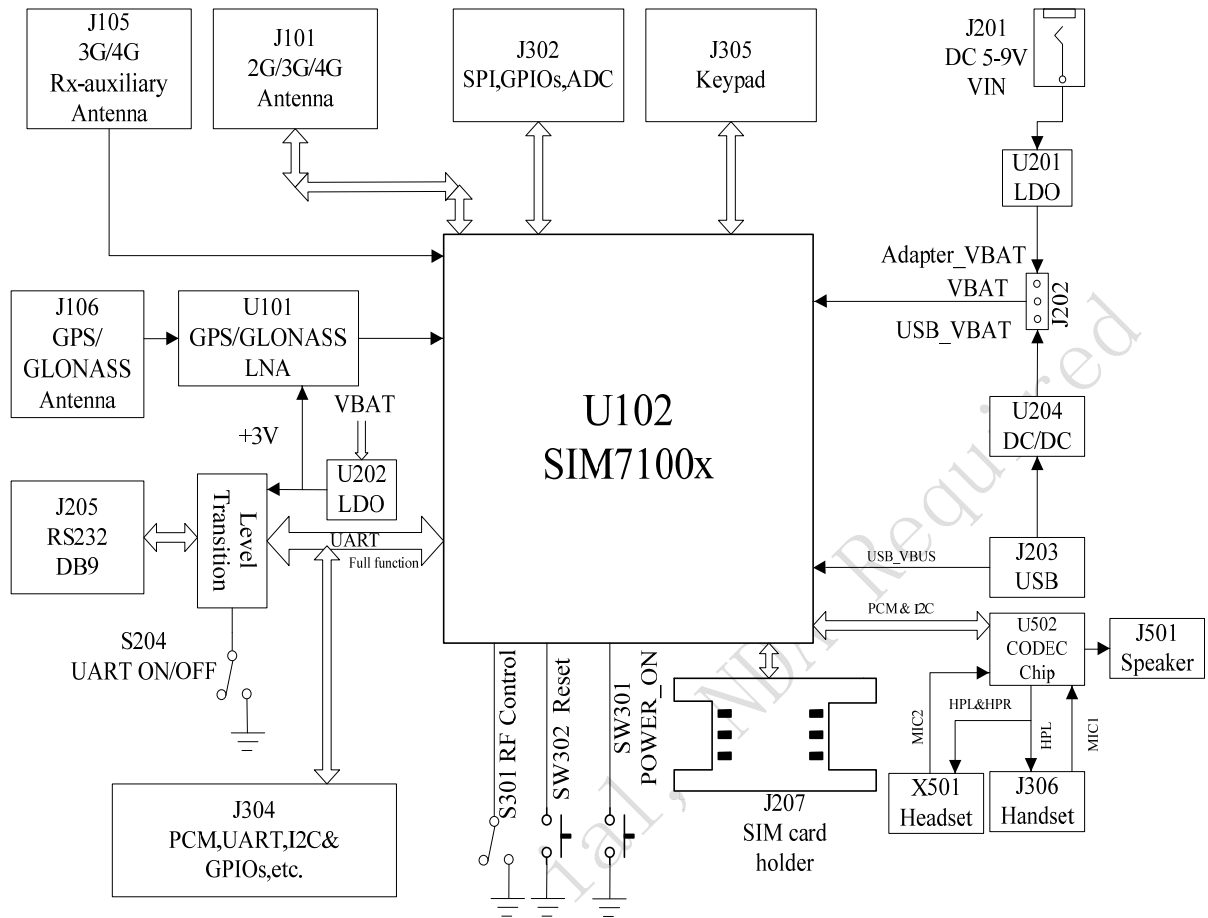 J105
3G/4G
Rx-auxiliary
Antenna
J101
2G/3G/4G
Antenna
J302
SPI,GPIOs,ADC
J305
Keypad
J201
DC 5-9V
VIN
U201
LDO
Adapter_VBAT
VBAT
USB_VBAT
J202
J106
GPS/
GLONASS
Antenna
U101
GPS/GLONASS
LNA
VBAT
+3V
U202
LDO
U102
SIM7100x
U204
DC/DC
J205
RS232
DB9
Level
Transition
UART
Full function
USB_VBUS
J203
USB
PCM & I2C
U502
CODEC
Chip
J501
Speaker
S204
UART ON/OFF
S301 RF Control
SW302 Reset
SW301
POWER_ON
MIC2
HPL&HPR
HPL
MIC1
J304
PCM,UART,I2C&
GPIOs,etc.
J207
SIM card
holder
X501
Headset
J306
Handset
ial, NDA Required